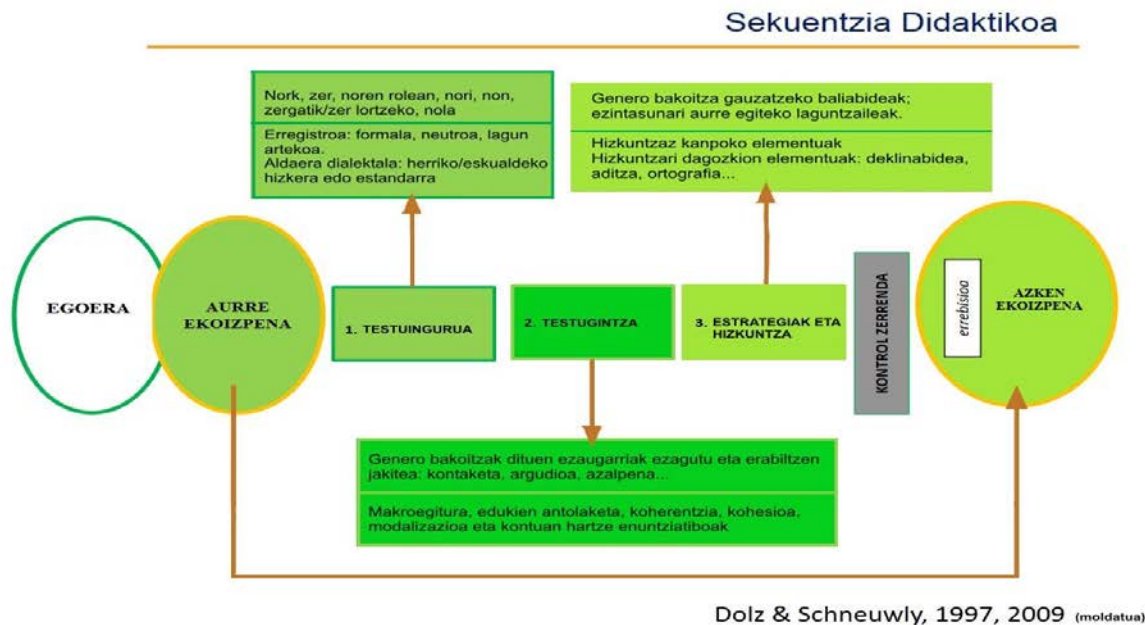 Sekuentzia Didaktikoa
Nork, zer, noren rolean, nori, non,
zergatik/zer lortzeko, nola
Erregistroa: formala, neutroa, lagun
artekoa.
Aldaera dialektala: herriko/eskualdeko
hizkera edo estandarra
Genero bakoitza gauzatzeko baliabideak;
ezintasunari aurre egiteko laguntzaileak.
Hizkuntzaz kanpoko elementuak
Hizkuntzari dagozkion elementuak: deklinabidea,
aditza, ortografia...
EGOERA
AURRE
EKOIZPENA
1. TESTUINGURUA
2. TESTUGINTZA
3. ESTRATEGIAK ETA
HIZKUNTZA
KONTROL ZERRENDA
errebisioa
AZKEN
EKOIZPENA
Genero bakoitzak dituen ezaugarriak ezagutu eta erabiltzen
jakitea: kontaketa, argudioa, azalpena...
Makroegitura, edukien antolaketa, koherentzia, kohesioa,
modalizazioa eta kontuan hartze enuntziatiboak
Dolz & Schneuwly, 1997, 2009 (moldatua)